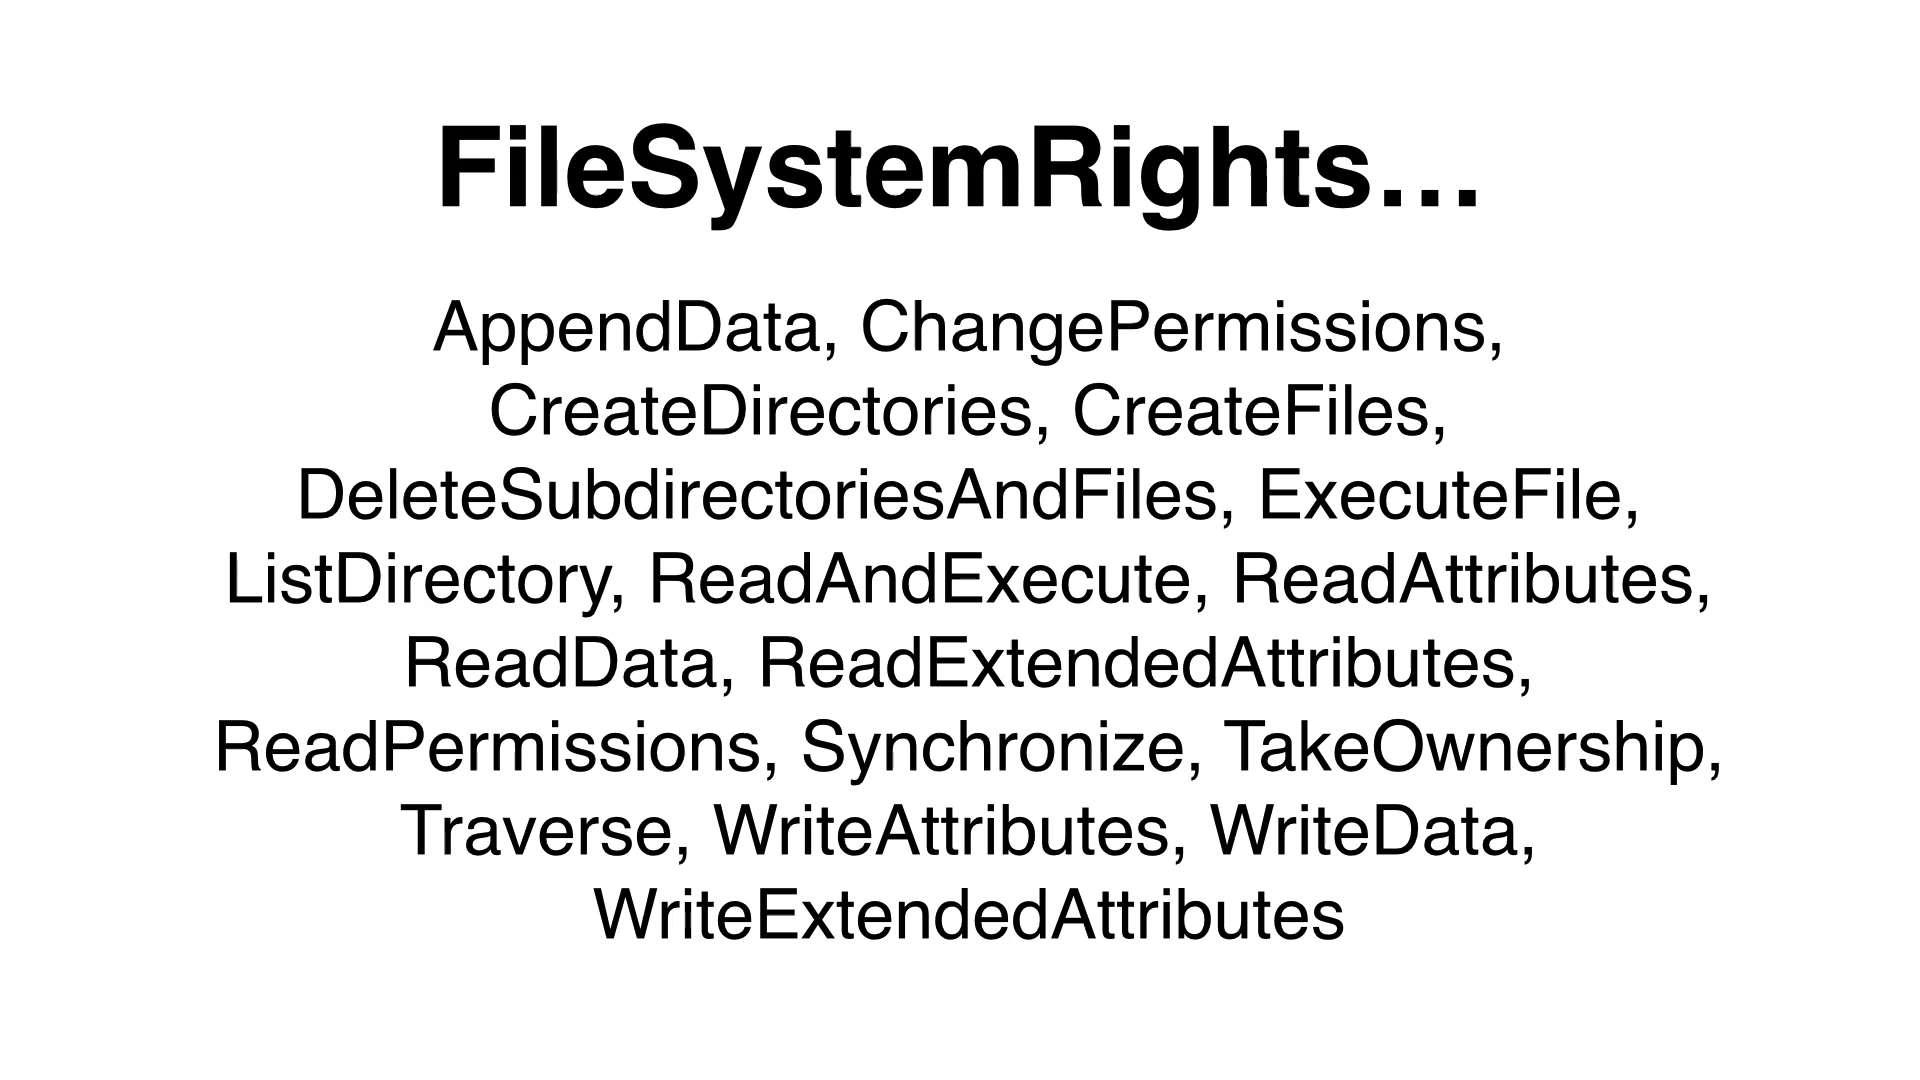 FileSystemRights…
AppendData, ChangePermissions,
CreateDirectories, CreateFiles,
DeleteSubdirectoriesAndFiles, ExecuteFile,
ListDirectory, ReadAndExecute, ReadAttributes,
ReadData, ReadExtendedAttributes,
ReadPermissions, Synchronize, TakeOwnership,
Traverse, WriteAttributes, WriteData,
WriteExtendedAttributes